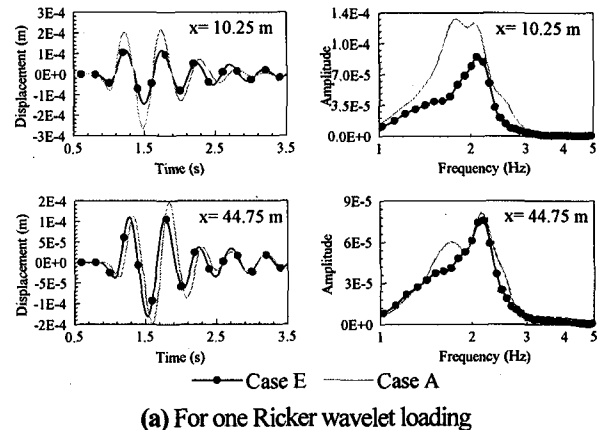 Displacement (m)
3E-4
2E-4
1E-4
0E+0
-1E-4
-2E-4
-3E-4
x= 10.25 m
0.5 1.5 2.5 3.5
Time (s)
Amplitude
1.4E-4
1.0E-4
7.0E-5
3.5E-5
0.0E+0
x= 10.25 m
1 2 3 4 5
Frequency (Hz)
Displacement (m)
2E-4
1E-4
5E-5
0E+0
-5E-5
-1E-4
-2E-4
x= 44.75 m
0.5 1.5 2.5 3.5
Time (s)
Amplitude
9E-5
6E-5
3E-5
0E+0
x= 44.75 m
1 2 3 4 5
Frequency (Hz)
Case E Case A
(a) For one Ricker wavelet loading